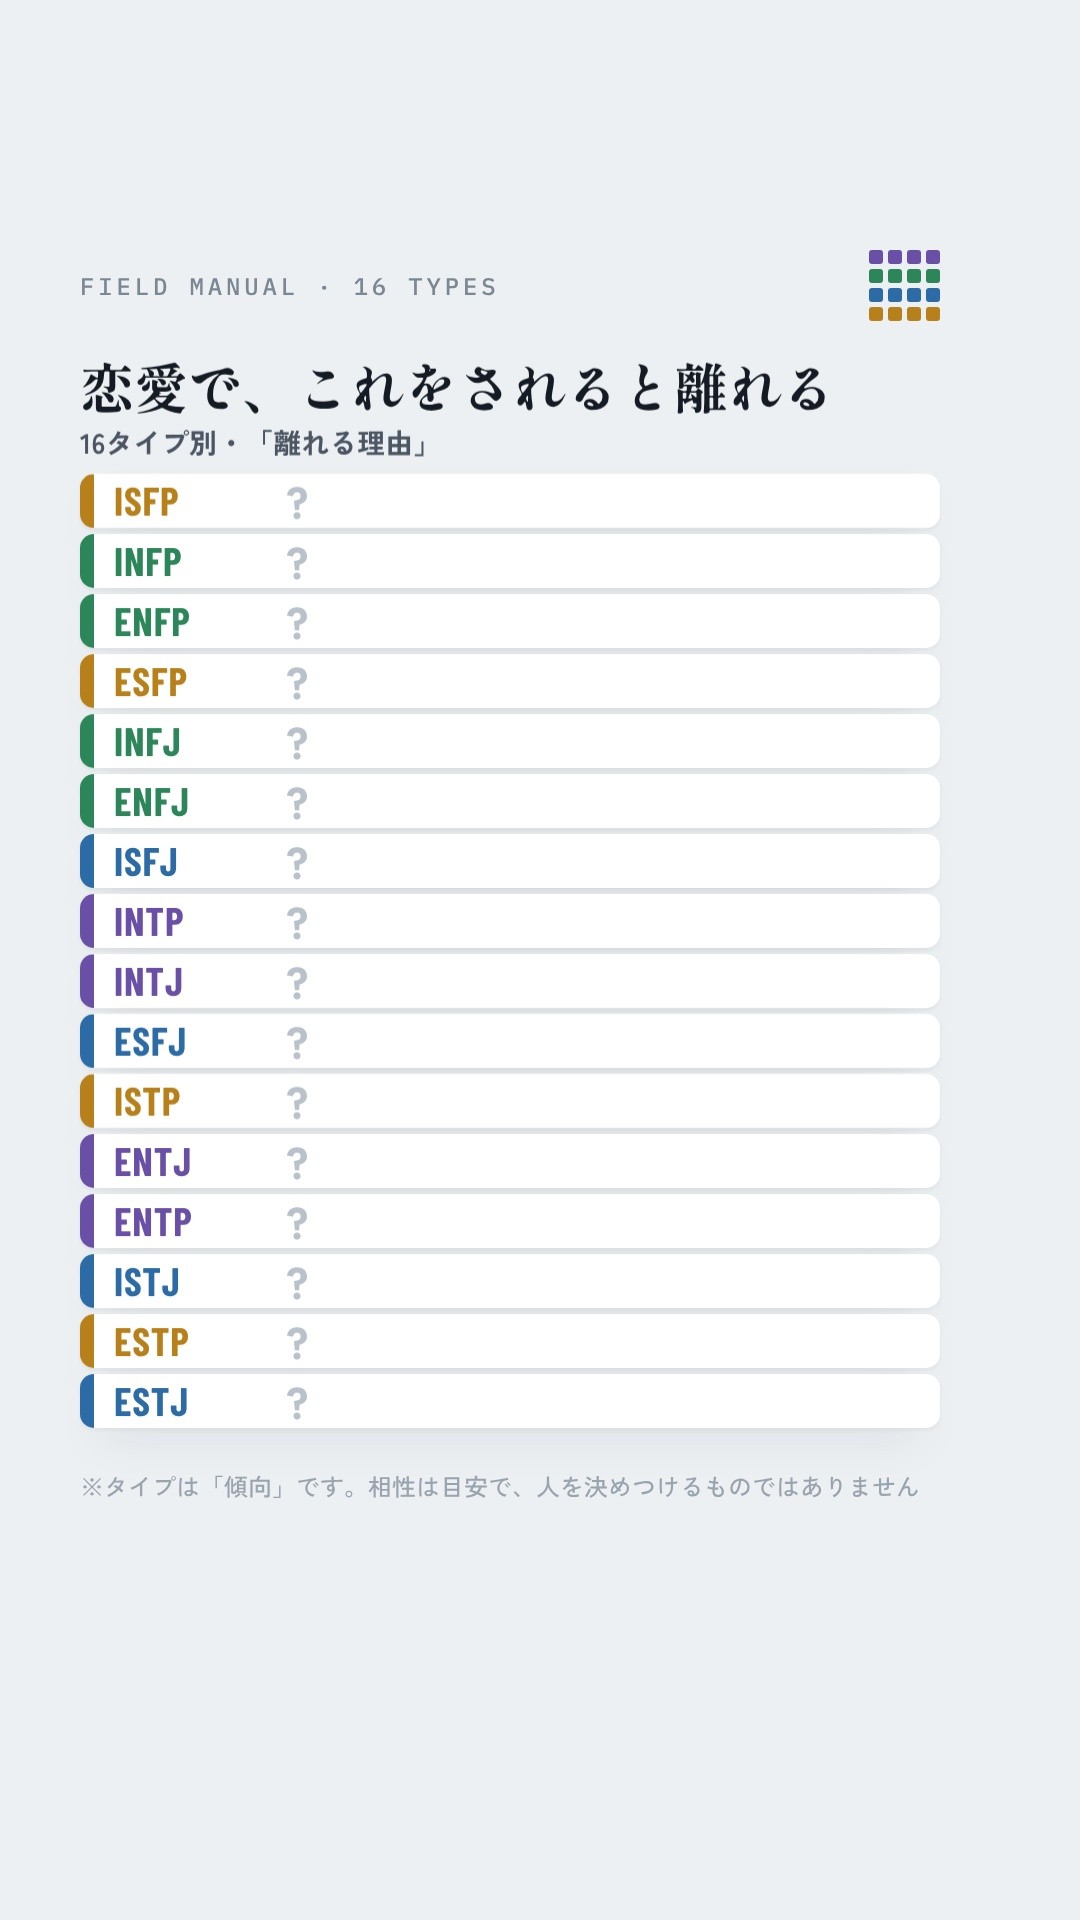 FIELD MANUAL · 16 TYPES
恋愛で、これをされると離れる
16タイプ別・「離れる理由」
ISFP ?
INFP ?
ENFP ?
ESFP ?
INFJ ?
ENFJ ?
ISFJ ?
INTP ?
INTJ ?
ESFJ ?
ISTP ?
ENTJ ?
ENTP ?
ISTJ ?
ESTP ?
ESTJ ?
※タイプは「傾向」です。相性は目安で、人を決めつけるものではありません